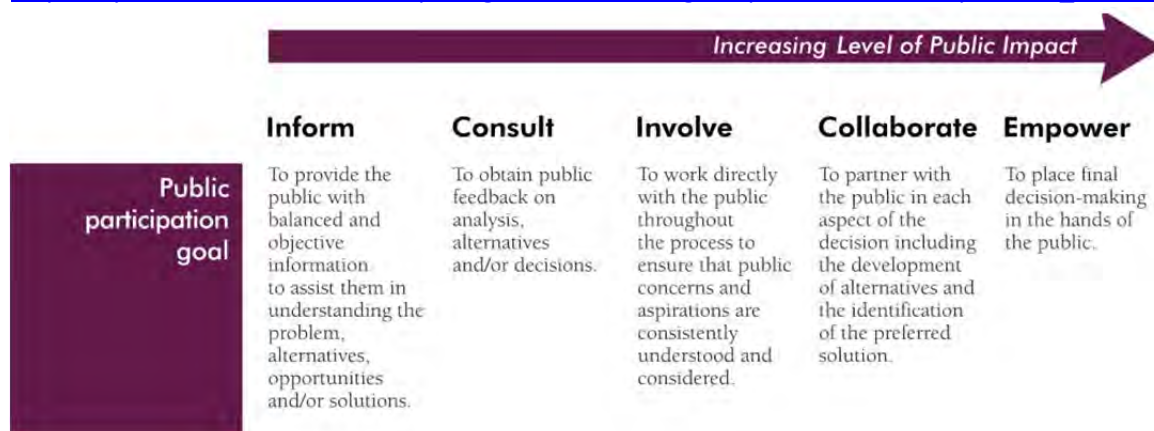 Increasing Level of Public Impact
Inform
To provide the
public with
balanced and
objective
information
to assist them in
understanding the
problem,
alternatives,
opportunities
and/or solutions.
Consult
To obtain public
feedback on
analysis,
alternatives
and/or decisions.
Involve
To work directly
with the public
throughout
the process to
ensure that public
concerns and
aspirations are
consistently
understood and
considered.
Collaborate
To partner with
the public in each
aspect of the
decision including
the development
of alternatives and
the identification
of the preferred
solution.
Empower
To place final
decision-making
in the hands of
the public.
Public
participation
goal